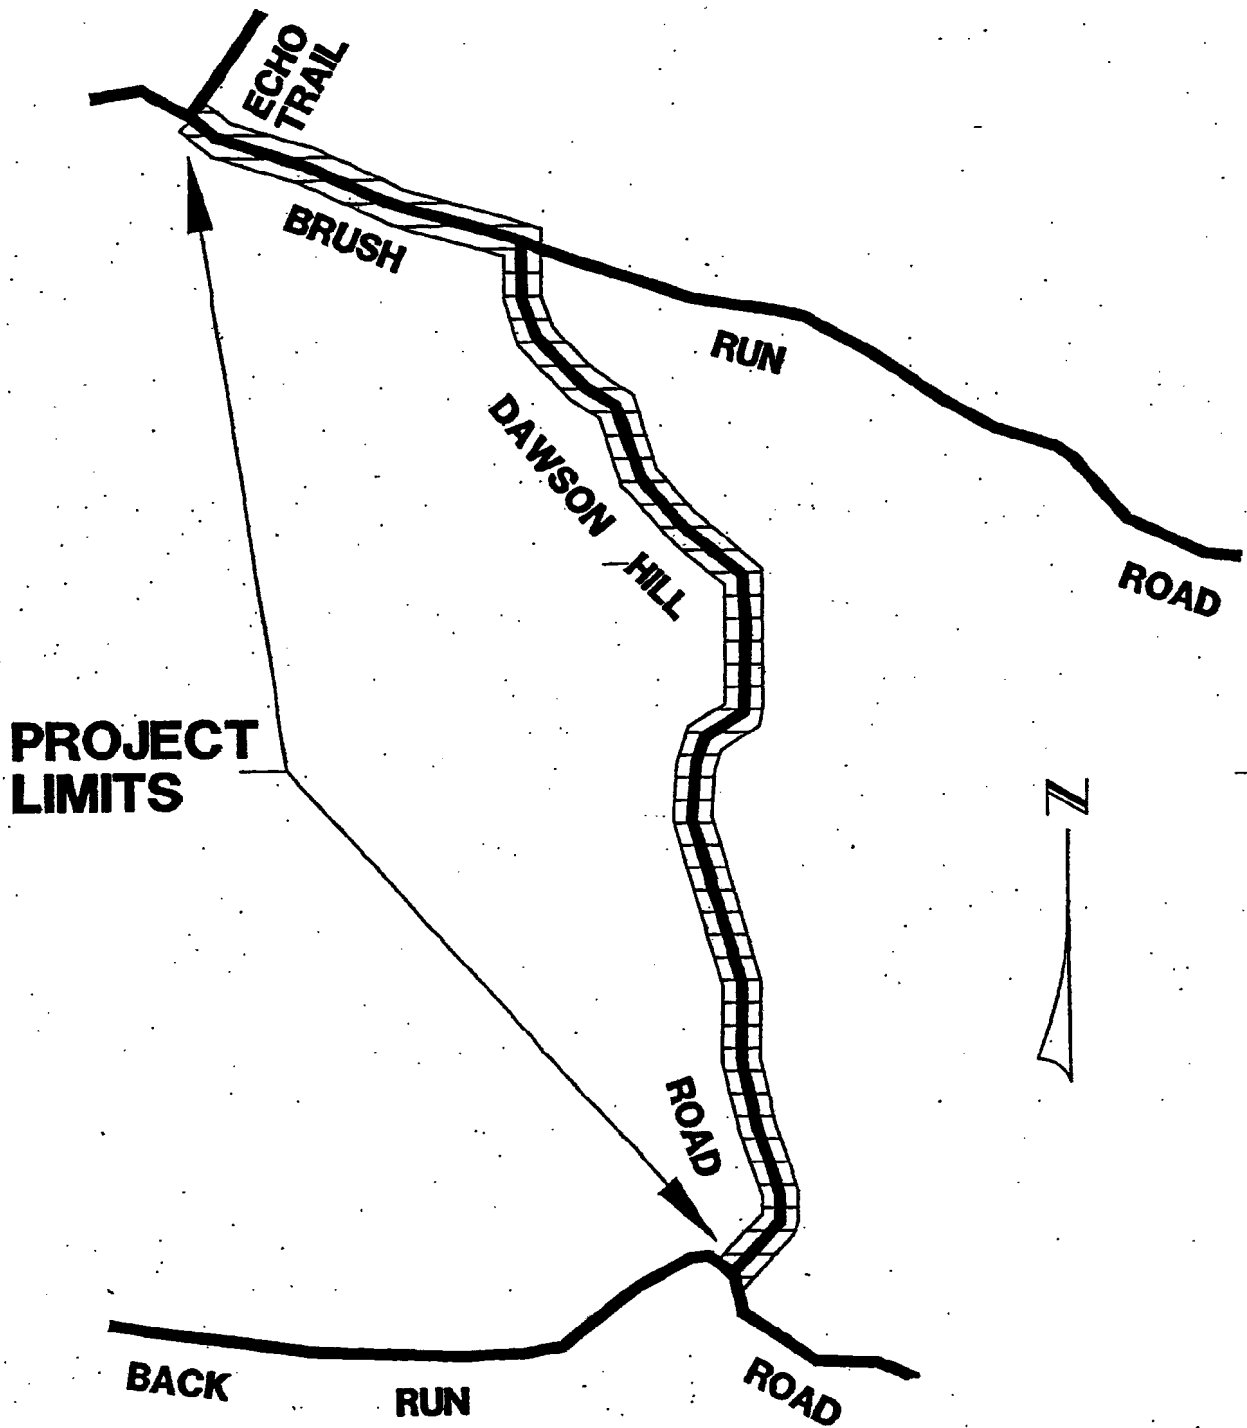 ECHO
TRAIL
BRUSH RUN ROAD
DAWSON HILL ROAD
PROJECT
LIMITS
N
BACK RUN ROAD